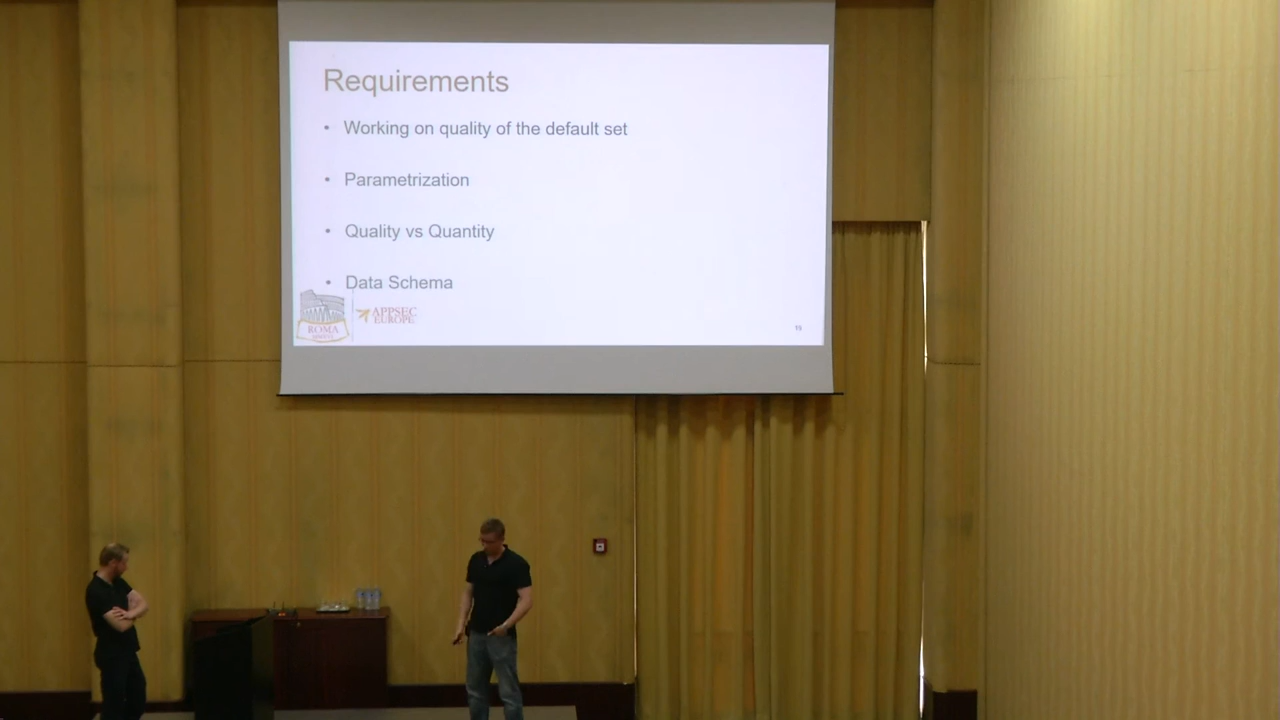 Requirements
• Working on quality of the default set
• Parametrization
• Quality vs Quantity
• Data Schema
ROMA
APPSEC
EUROPE